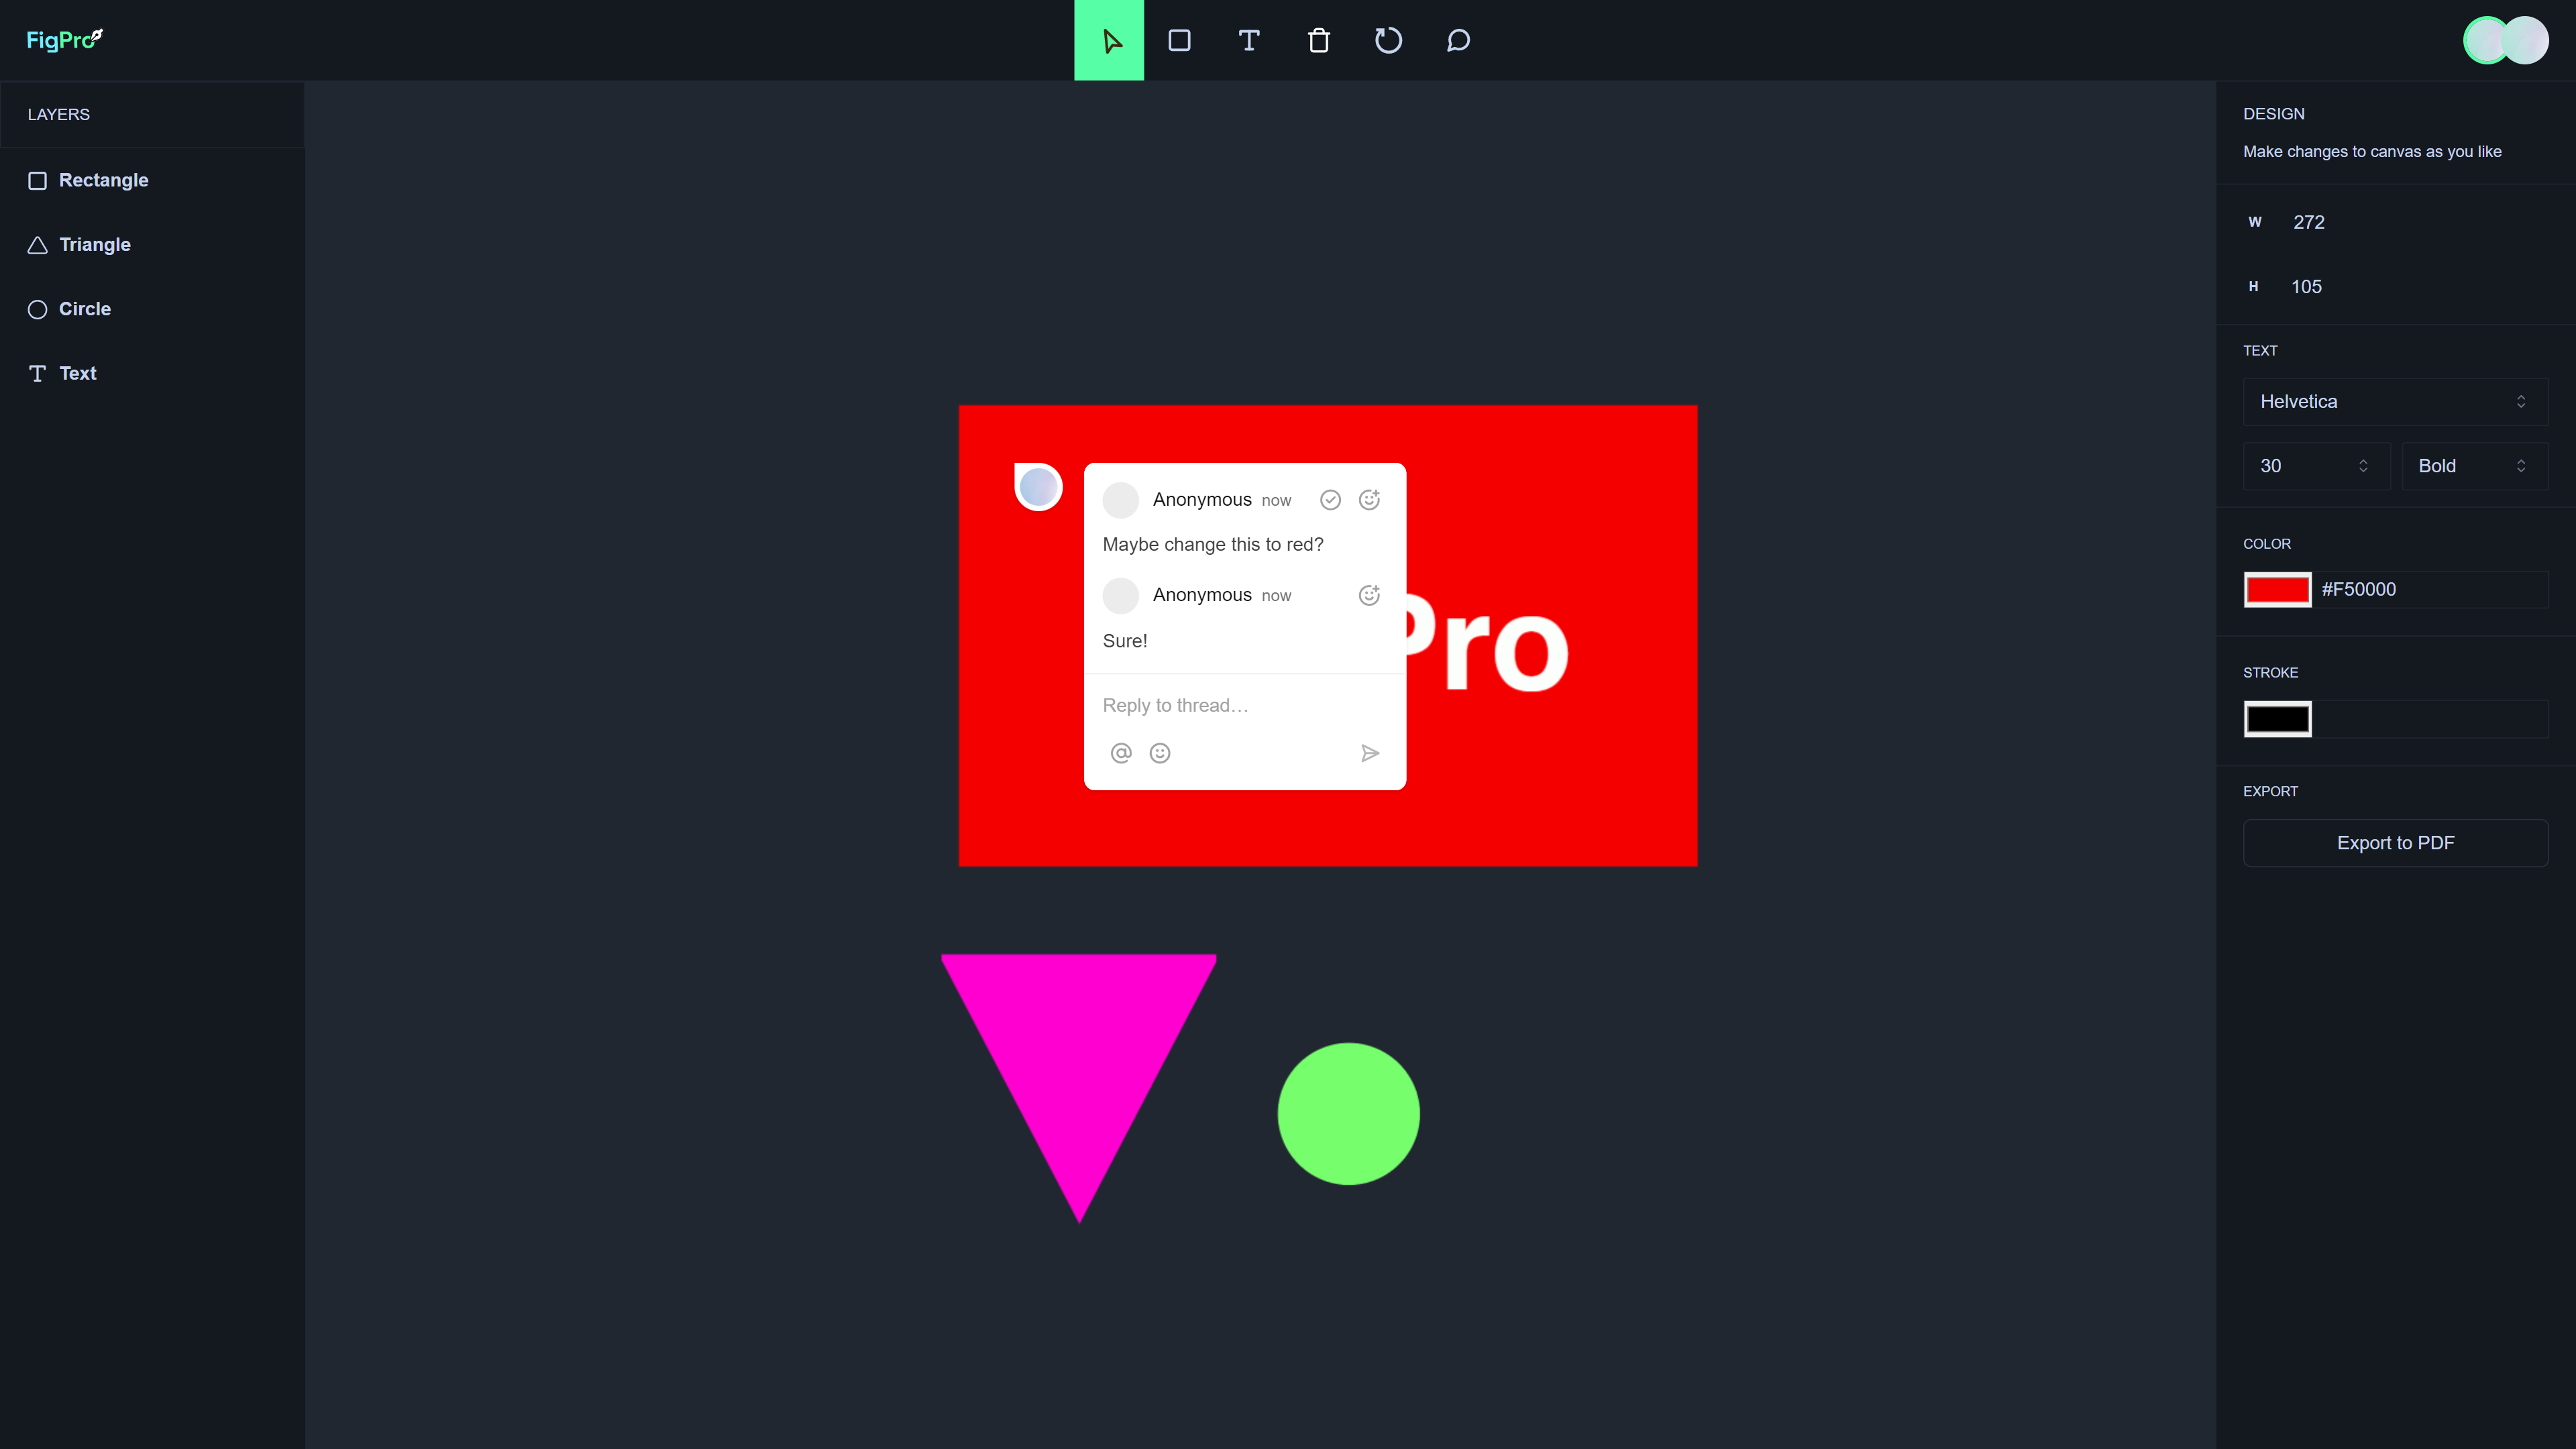 FigPro
LAYERS
Rectangle
Triangle
Circle
Text
Anonymous now
Maybe change this to red?
Anonymous now
Sure!
Reply to thread…
Pro
DESIGN
Make changes to canvas as you like
W 272
H 105
TEXT
Helvetica
30 Bold
COLOR
#F50000
STROKE
EXPORT
Export to PDF